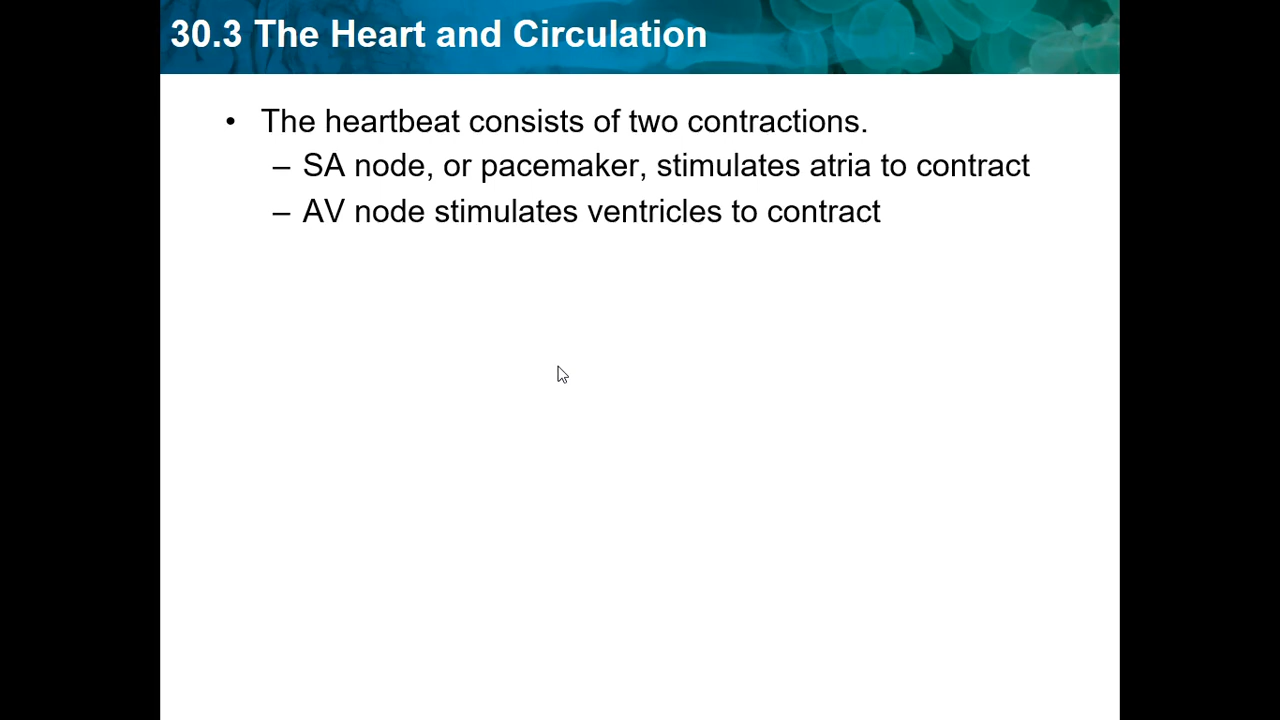 30.3 The Heart and Circulation
• The heartbeat consists of two contractions.
– SA node, or pacemaker, stimulates atria to contract
– AV node stimulates ventricles to contract